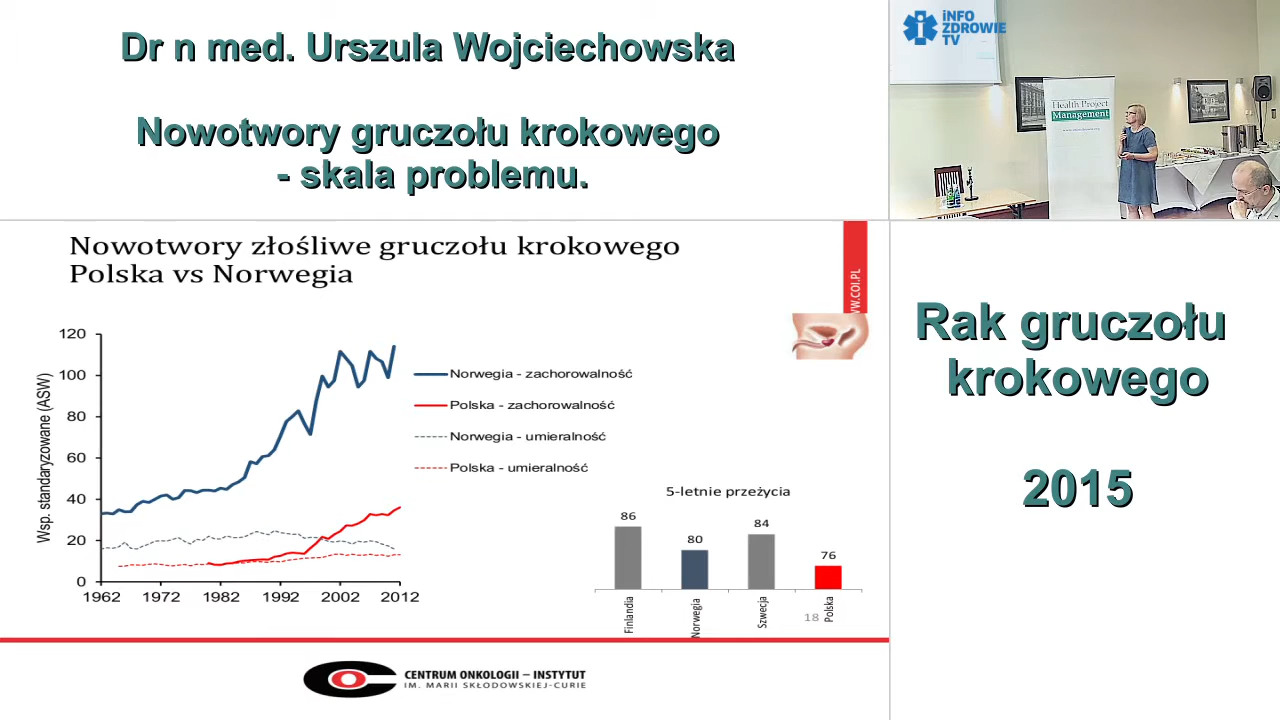 Dr n med. Urszula Wojciechowska
Nowotwory gruczołu krokowego
- skala problemu.
iNFO
ZDROWIE
TV
Health Project
Management
Nowotwory złośliwe gruczołu krokowego
Polska vs Norwegia
W.COI.PL
Wsp. standaryzowane (ASW)
120
100
80
60
40
20
0
1962 1972 1982 1992 2002 2012
Norwegia - zachorowalność
Polska - zachorowalność
Norwegia - umieralność
Polska - umieralność
5-letnie przeżycia
86 80 84 76
Finlandia Norwegia Szwecja Polska
18
CENTRUM ONKOLOGII – INSTYTUT
IM. MARII SKŁODOWSKIEJ-CURIE
Rak gruczołu
krokowego
2015